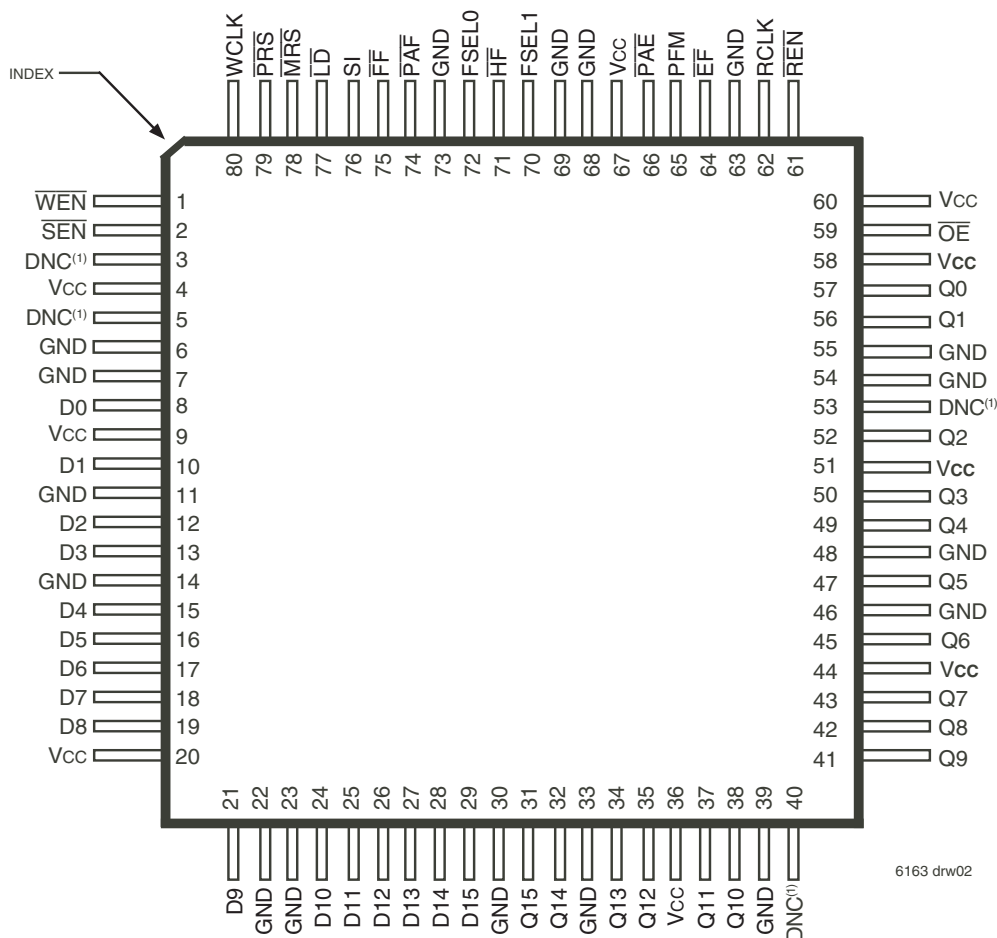 INDEX
WCLK
PRS
MRS
LD
SI
FF
PAF
GND
FSEL0
HF
FSEL1
GND
GND
Vcc
PAE
PFM
EF
GND
RCLK
REN
80
79
78
77
76
75
74
73
72
71
70
69
68
67
66
65
64
63
62
61
WEN 1
SEN 2
DNC(1) 3
Vcc 4
DNC(1) 5
GND 6
GND 7
D0 8
Vcc 9
D1 10
GND 11
D2 12
D3 13
GND 14
D4 15
D5 16
D6 17
D7 18
D8 19
Vcc 20
60 Vcc
59 OE
58 Vcc
57 Q0
56 Q1
55 GND
54 GND
53 DNC(1)
52 Q2
51 Vcc
50 Q3
49 Q4
48 GND
47 Q5
46 GND
45 Q6
44 Vcc
43 Q7
42 Q8
41 Q9
21
22
23
24
25
26
27
28
29
30
31
32
33
34
35
36
37
38
39
40
D9
GND
GND
D10
D11
D12
D13
D14
D15
GND
Q15
Q14
GND
Q13
Q12
Vcc
Q11
Q10
GND
DNC(1)
6163 drw02